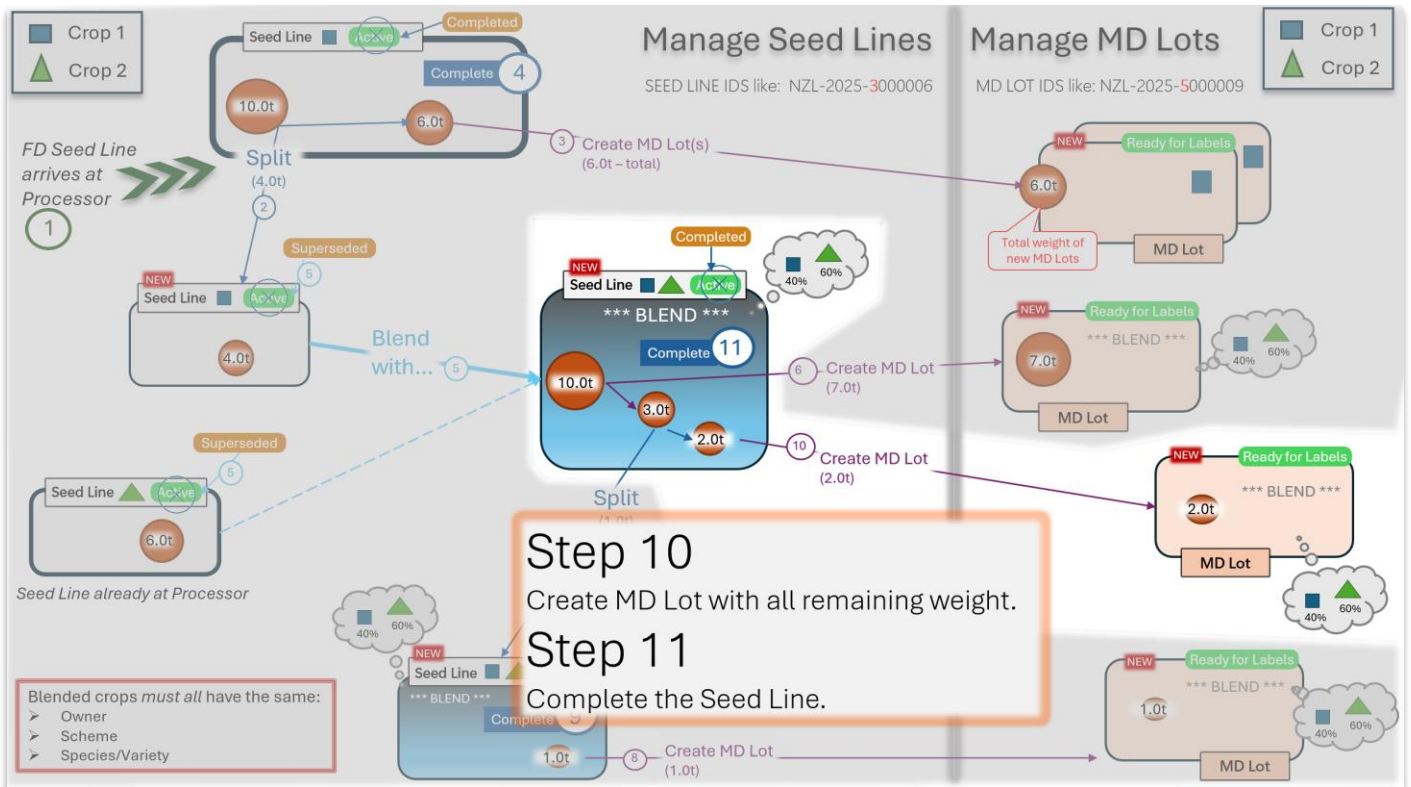 Crop 1
Crop 2
Completed
Seed Line
Active
Complete
4
10.0t
6.0t
Split
(4.0t)
2
FD Seed Line
arrives at
Processor
1
Manage Seed Lines
SEED LINE IDS like: NZL-2025-3000006
Manage MD Lots
MD LOT IDS like: NZL-2025-5000009
Crop 1
Crop 2
3
Create MD Lot(s)
(6.0t – total)
NEW
Ready for Labels
6.0t
Total weight of
new MD Lots
MD Lot
Superseded
5
NEW
Seed Line
Active
4.0t
Blend
with...
5
Completed
NEW
Seed Line
Active
40%
60%
*** BLEND ***
Complete
11
10.0t
3.0t
2.0t
6
Create MD Lot
(7.0t)
NEW
Ready for Labels
*** BLEND ***
7.0t
40%
60%
MD Lot
10
Create MD Lot
(2.0t)
NEW
Ready for Labels
*** BLEND ***
2.0t
MD Lot
40%
60%
Superseded
5
Seed Line
Active
6.0t
Seed Line already at Processor
Split
(1.0t)
Step 10
Create MD Lot with all remaining weight.
Step 11
Complete the Seed Line.
40%
60%
NEW
Seed Line
*** BLEND ***
Complete
9
1.0t
8
Create MD Lot
(1.0t)
NEW
Ready for Labels
*** BLEND ***
1.0t
40%
60%
MD Lot
Blended crops must all have the same:
➢ Owner
➢ Scheme
➢ Species/Variety